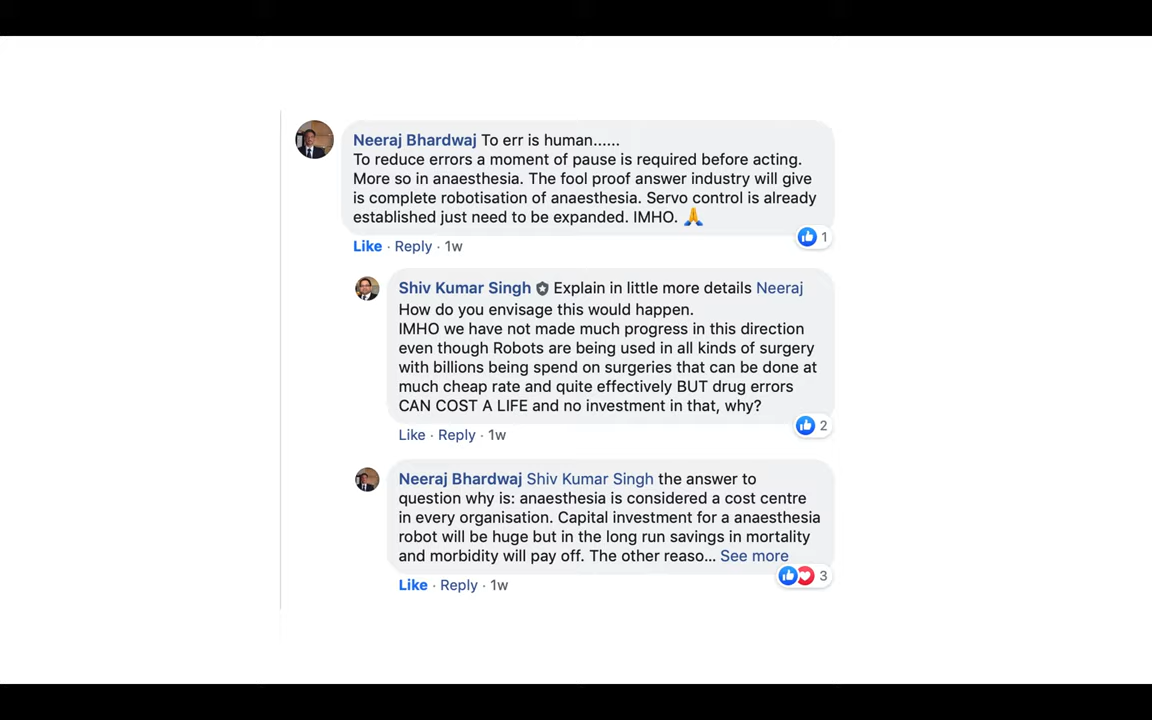 Neeraj Bhardwaj To err is human......
To reduce errors a moment of pause is required before acting.
More so in anaesthesia. The fool proof answer industry will give
is complete robotisation of anaesthesia. Servo control is already
established just need to be expanded. IMHO. 🙏
1
Like · Reply · 1w
Shiv Kumar Singh Explain in little more details Neeraj
How do you envisage this would happen.
IMHO we have not made much progress in this direction
even though Robots are being used in all kinds of surgery
with billions being spend on surgeries that can be done at
much cheap rate and quite effectively BUT drug errors
CAN COST A LIFE and no investment in that, why?
2
Like · Reply · 1w
Neeraj Bhardwaj Shiv Kumar Singh the answer to
question why is: anaesthesia is considered a cost centre
in every organisation. Capital investment for a anaesthesia
robot will be huge but in the long run savings in mortality
and morbidity will pay off. The other reaso... See more
3
Like · Reply · 1w